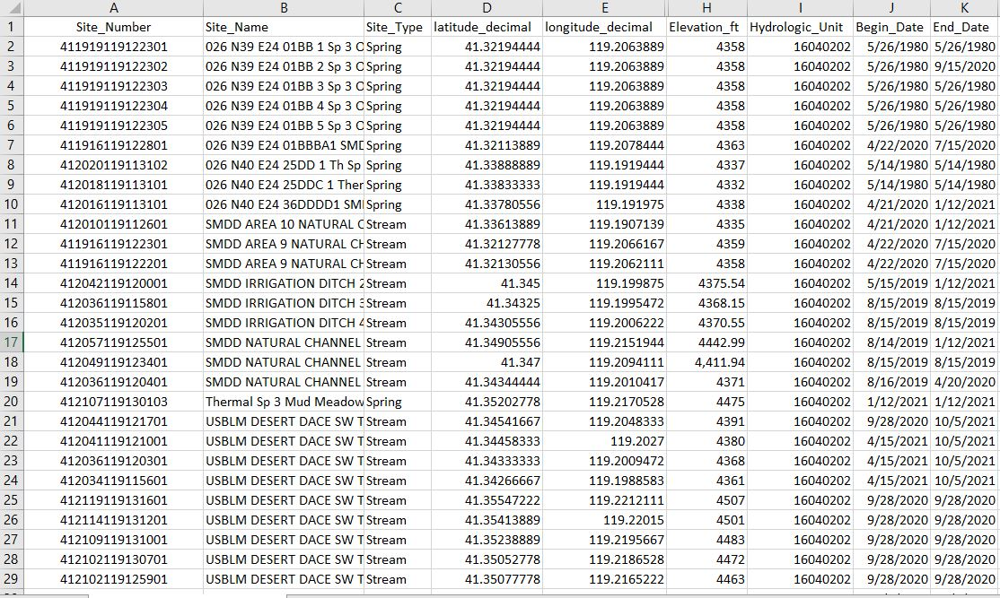 A B C D E H I J K
1 Site_Number Site_Name Site_Type latitude_decimal longitude_decimal Elevation_ft Hydrologic_Unit Begin_Date End_Date
2 411919119122301 026 N39 E24 01BB 1 Sp 3 O Spring 41.32194444 119.2063889 4358 16040202 5/26/1980 5/26/1980
3 411919119122302 026 N39 E24 01BB 2 Sp 3 O Spring 41.32194444 119.2063889 4358 16040202 5/26/1980 9/15/2020
4 411919119122303 026 N39 E24 01BB 3 Sp 3 O Spring 41.32194444 119.2063889 4358 16040202 5/26/1980 5/26/1980
5 411919119122304 026 N39 E24 01BB 4 Sp 3 O Spring 41.32194444 119.2063889 4358 16040202 5/26/1980 5/26/1980
6 411919119122305 026 N39 E24 01BB 5 Sp 3 O Spring 41.32194444 119.2063889 4358 16040202 5/26/1980 5/26/1980
7 411916119122801 026 N39 E24 01BBBA1 SMD Spring 41.32113889 119.2078444 4363 16040202 4/22/2020 7/15/2020
8 412020119113102 026 N40 E24 25DD 1 Th Sp Spring 41.33888889 119.1919444 4337 16040202 5/14/1980 5/14/1980
9 412018119113101 026 N40 E24 25DDC 1 Ther Spring 41.33833333 119.1919444 4332 16040202 5/14/1980 5/14/1980
10 412016119113101 026 N40 E24 36DDDD1 SM Spring 41.33780556 119.191975 4338 16040202 4/21/2020 1/12/2021
11 412010119112601 SMDD AREA 10 NATURAL C Stream 41.33613889 119.1907139 4335 16040202 4/21/2020 1/12/2021
12 411916119122301 SMDD AREA 9 NATURAL CH Stream 41.32127778 119.2066167 4359 16040202 4/22/2020 7/15/2020
13 411916119122201 SMDD AREA 9 NATURAL CH Stream 41.32130556 119.2062111 4358 16040202 4/22/2020 7/15/2020
14 412042119120001 SMDD IRRIGATION DITCH 2 Stream 41.345 119.199875 4375.54 16040202 5/15/2019 1/12/2021
15 412036119115801 SMDD IRRIGATION DITCH 3 Stream 41.34325 119.1995472 4368.15 16040202 8/15/2019 8/15/2019
16 412035119120201 SMDD IRRIGATION DITCH 4 Stream 41.34305556 119.2006222 4370.55 16040202 8/15/2019 8/15/2019
17 412057119125501 SMDD NATURAL CHANNEL Stream 41.34905556 119.2151944 4442.99 16040202 8/14/2019 1/12/2021
18 412049119123401 SMDD NATURAL CHANNEL Stream 41.347 119.2094111 4,411.94 16040202 8/15/2019 8/15/2019
19 412036119120401 SMDD NATURAL CHANNEL Stream 41.34344444 119.2010417 4371 16040202 8/16/2019 4/20/2020
20 412107119130103 Thermal Sp 3 Mud Meadow Spring 41.35202778 119.2170528 4475 16040202 1/12/2021 1/12/2021
21 412044119121701 USBLM DESERT DACE SW T Stream 41.34541667 119.2048333 4391 16040202 9/28/2020 10/5/2021
22 412041119121001 USBLM DESERT DACE SW T Stream 41.34458333 119.2027 4380 16040202 4/15/2021 10/5/2021
23 412036119120301 USBLM DESERT DACE SW T Stream 41.34333333 119.2009472 4368 16040202 4/15/2021 10/5/2021
24 412034119115601 USBLM DESERT DACE SW T Stream 41.34266667 119.1988583 4361 16040202 4/15/2021 10/5/2021
25 412119119131601 USBLM DESERT DACE SW T Stream 41.35547222 119.2212111 4507 16040202 9/28/2020 9/28/2020
26 412114119131201 USBLM DESERT DACE SW T Stream 41.35413889 119.22015 4501 16040202 9/28/2020 9/28/2020
27 412109119131001 USBLM DESERT DACE SW T Stream 41.35238889 119.2195667 4483 16040202 9/28/2020 9/28/2020
28 412102119130701 USBLM DESERT DACE SW T Stream 41.35052778 119.2186528 4472 16040202 9/28/2020 9/28/2020
29 412102119125901 USBLM DESERT DACE SW T Stream 41.35077778 119.2165222 4463 16040202 9/28/2020 9/28/2020